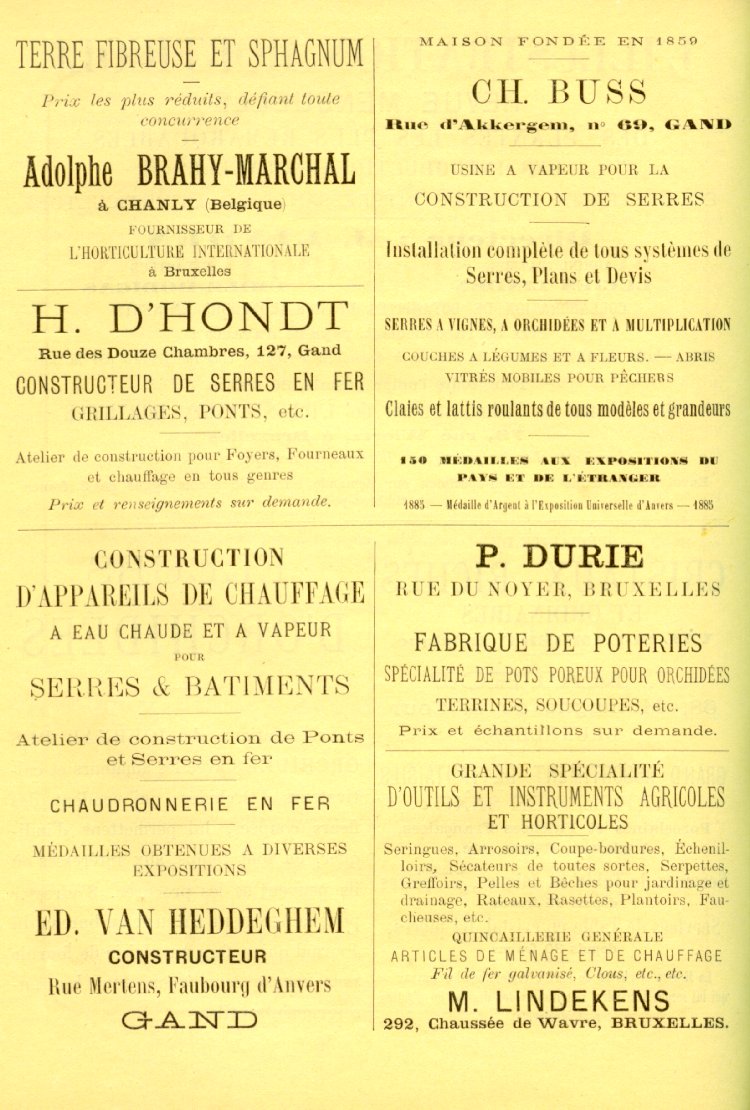 TERRE FIBREUSE ET SPHAGNUM
Prix les plus réduits, défiant toute
concurrence
Adolphe BRAHY-MARCHAL
à CHANLY (Belgique)
FOURNISSEUR DE
L'HORTICULTURE INTERNATIONALE
à Bruxelles
H. D'HONDT
Rue des Douze Chambres, 127, Gand
CONSTRUCTEUR DE SERRES EN FER
GRILLAGES, PONTS, etc.
Atelier de construction pour Foyers, Fourneaux
et chauffage en tous genres
Prix et renseignements sur demande.
CONSTRUCTION
D'APPAREILS DE CHAUFFAGE
A EAU CHAUDE ET A VAPEUR
POUR
SERRES & BATIMENTS
Atelier de construction de Ponts
et Serres en fer
CHAUDRONNERIE EN FER
MÉDAILLES OBTENUES A DIVERSES
EXPOSITIONS
ED. VAN HEDDEGHEM
CONSTRUCTEUR
Rue Mertens, Faubourg d'Anvers
GAND
MAISON FONDÉE EN 1859
CH. BUSS
Rue d'Akkergem, n° 69, GAND
USINE A VAPEUR POUR LA
CONSTRUCTION DE SERRES
Installation complète de tous systèmes de
Serres, Plans et Devis
SERRES A VIGNES, A ORCHIDÉES ET A MULTIPLICATION
COUCHES A LÉGUMES ET A FLEURS. — ABRIS
VITRÉS MOBILES POUR PÊCHERS
Claies et lattis roulants de tous modèles et grandeurs
150 MÉDAILLES AUX EXPOSITIONS DU
PAYS ET DE L'ÉTRANGER
1885 — Médaille d'Argent à l'Exposition Universelle d'Anvers — 1885
P. DURIE
RUE DU NOYER, BRUXELLES
FABRIQUE DE POTERIES
SPÉCIALITÉ DE POTS POREUX POUR ORCHIDÉES
TERRINES, SOUCOUPES, etc.
Prix et échantillons sur demande.
GRANDE SPÉCIALITÉ
D'OUTILS ET INSTRUMENTS AGRICOLES
ET HORTICOLES
Seringues, Arrosoirs, Coupe-bordures, Échenil-
loirs, Sécateurs de toutes sortes, Serpettes,
Greffoirs, Pelles et Bêches pour jardinage et
drainage, Rateaux, Rasettes, Plantoirs, Fau-
cheuses, etc.
QUINCAILLERIE GENÉRALE
ARTICLES DE MÉNAGE ET DE CHAUFFAGE
Fil de fer galvanisé, Clous, etc., etc.
M. LINDEKENS
292, Chaussée de Wavre, BRUXELLES.